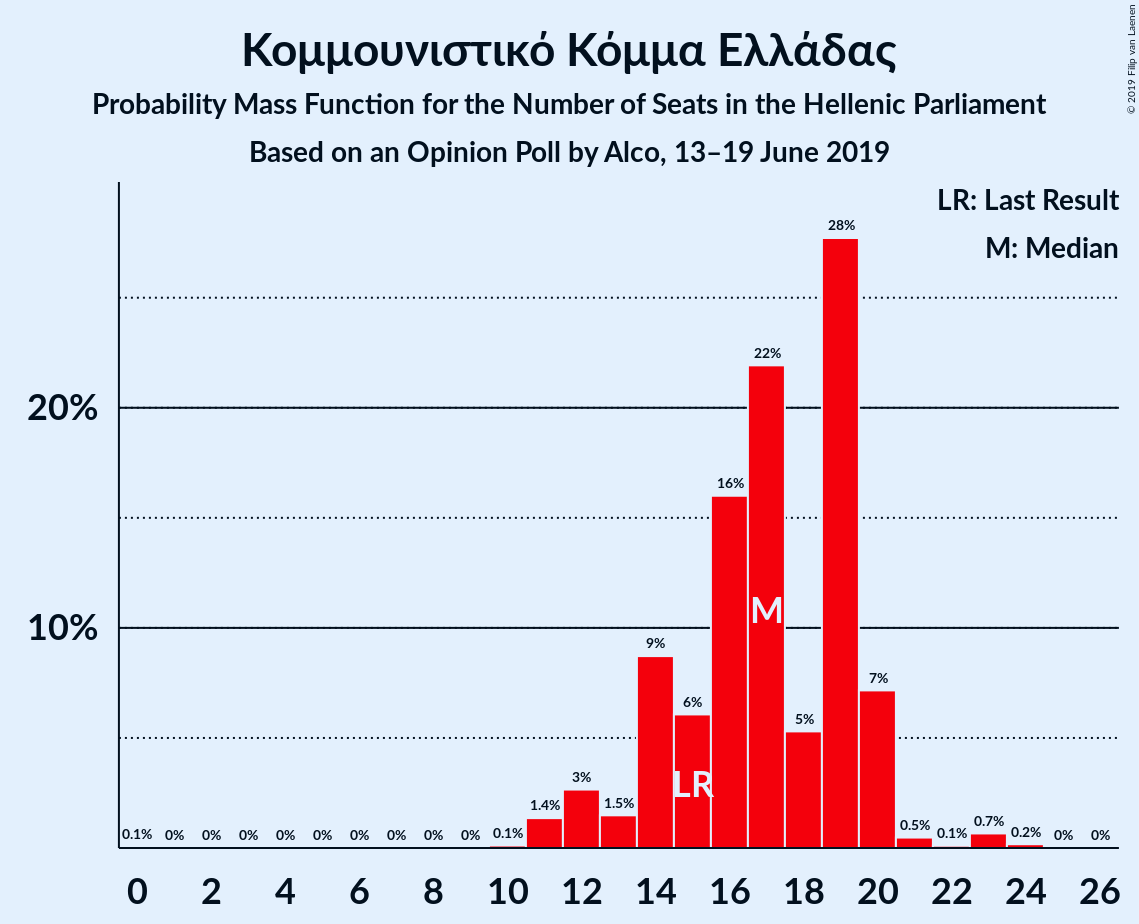 Κομμουνιστικό Κόμμα Ελλάδας
Probability Mass Function for the Number of Seats in the Hellenic Parliament
Based on an Opinion Poll by Alco, 13–19 June 2019
© 2019 Filip van Laenen
LR: Last Result
M: Median
20%
10%
0.1% 0% 0% 0% 0% 0% 0% 0% 0% 0% 0.1% 1.4% 3% 1.5% 9% 6% 16% 22% 5% 28% 7% 0.5% 0.1% 0.7% 0.2% 0% 0%
M
LR
0 2 4 6 8 10 12 14 16 18 20 22 24 26